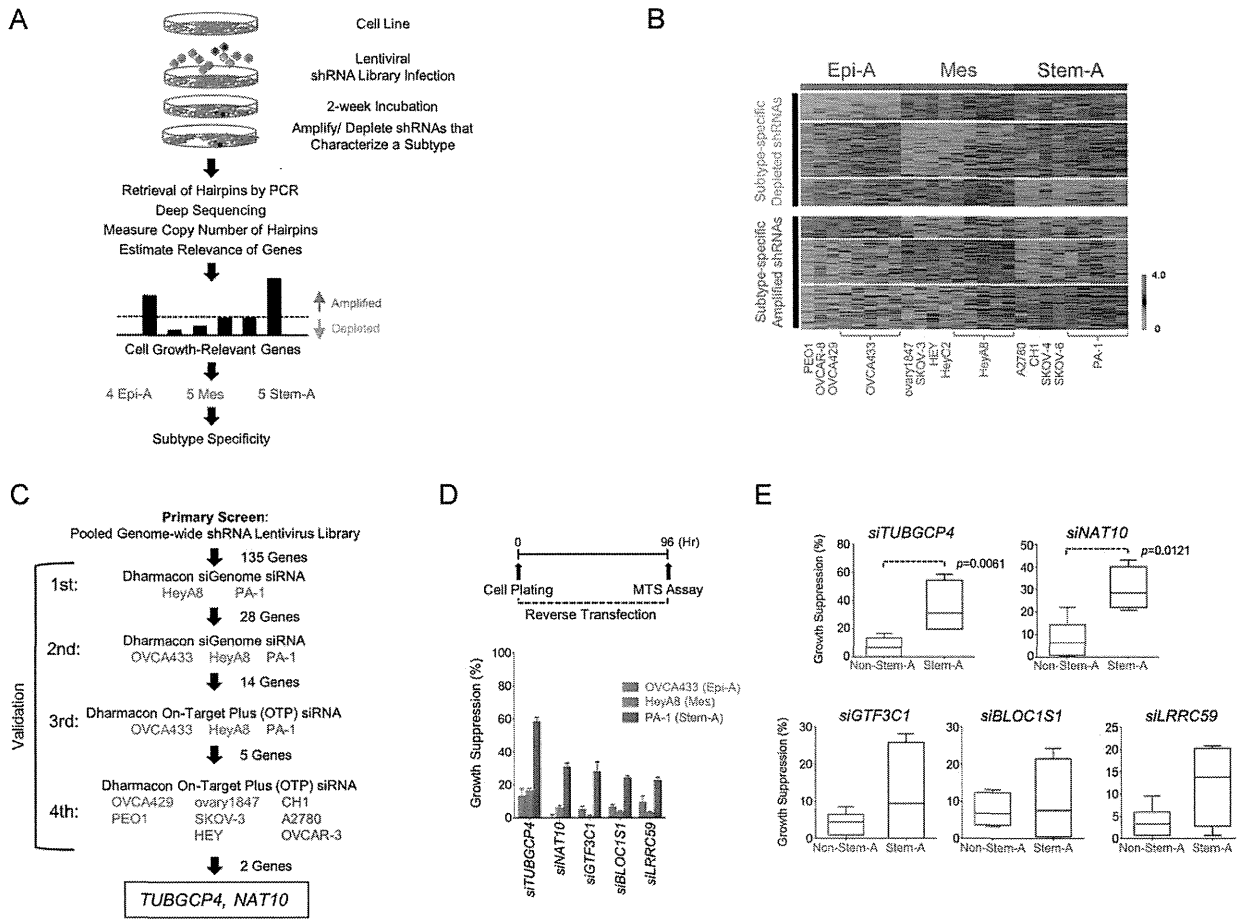 A
Cell Line
Lentiviral
shRNA Library Infection
2-week Incubation
Amplify/ Deplete shRNAs that
Characterize a Subtype
Retrieval of Hairpins by PCR
Deep Sequencing
Measure Copy Number of Hairpins
Estimate Relevance of Genes
Amplified
Depleted
Cell Growth-Relevant Genes
4 Epi-A 5 Mes 5 Stem-A
Subtype Specificity
B
Epi-A Mes Stem-A
Subtype-specific
Depleted shRNAs
Subtype-specific
Amplified shRNAs
4.0
0
PEO1
OVCAR-8
OVCA429
OVCA433
ovary1847
SKOV-3
HEY
HeyC2
HeyA8
A2780
CH1
SKOV-4
SKOV-6
PA-1
C
Primary Screen:
Pooled Genome-wide shRNA Lentivirus Library
135 Genes
Validation
1st: Dharmacon siGenome siRNA
HeyA8 PA-1
28 Genes
2nd: Dharmacon siGenome siRNA
OVCA433 HeyA8 PA-1
14 Genes
3rd: Dharmacon On-Target Plus (OTP) siRNA
OVCA433 HeyA8 PA-1
5 Genes
4th: Dharmacon On-Target Plus (OTP) siRNA
OVCA429 ovary1847 CH1
PEO1 SKOV-3 A2780
HEY OVCAR-3
2 Genes
TUBGCP4, NAT10
D
0 96 (Hr)
Cell Plating MTS Assay
Reverse Transfection
Growth Suppression (%)
100
80
60
40
20
0
OVCA433 (Epi-A)
HeyA8 (Mes)
PA-1 (Stem-A)
siTUBGCP4
siNAT10
siGTF3C1
siBLOC1S1
siLRRC59
E
siTUBGCP4
Growth Suppression (%)
80
60
40
20
0
p=0.0061
Non-Stem-A Stem-A
siNAT10
50
40
30
20
10
0
p=0.0121
Non-Stem-A Stem-A
siGTF3C1
Growth Suppression (%)
30
20
10
0
Non-Stem-A Stem-A
siBLOC1S1
30
20
10
0
Non-Stem-A Stem-A
siLRRC59
30
20
10
0
Non-Stem-A Stem-A